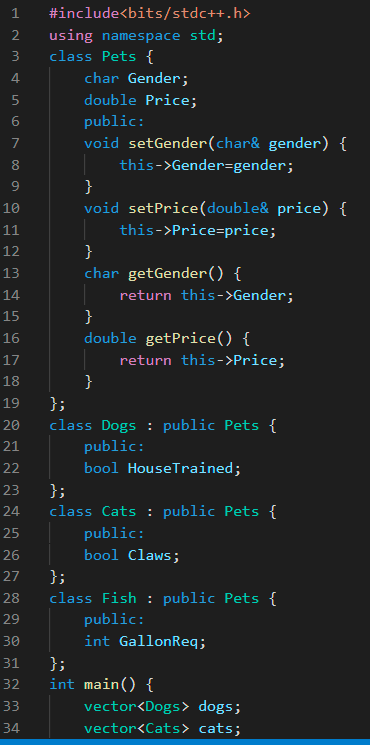 1 #include<bits/stdc++.h>
2 using namespace std;
3 class Pets {
4 char Gender;
5 double Price;
6 public:
7 void setGender(char& gender) {
8 this->Gender=gender;
9 }
10 void setPrice(double& price) {
11 this->Price=price;
12 }
13 char getGender() {
14 return this->Gender;
15 }
16 double getPrice() {
17 return this->Price;
18 }
19 };
20 class Dogs : public Pets {
21 public:
22 bool HouseTrained;
23 };
24 class Cats : public Pets {
25 public:
26 bool Claws;
27 };
28 class Fish : public Pets {
29 public:
30 int GallonReq;
31 };
32 int main() {
33 vector<Dogs> dogs;
34 vector<Cats> cats;